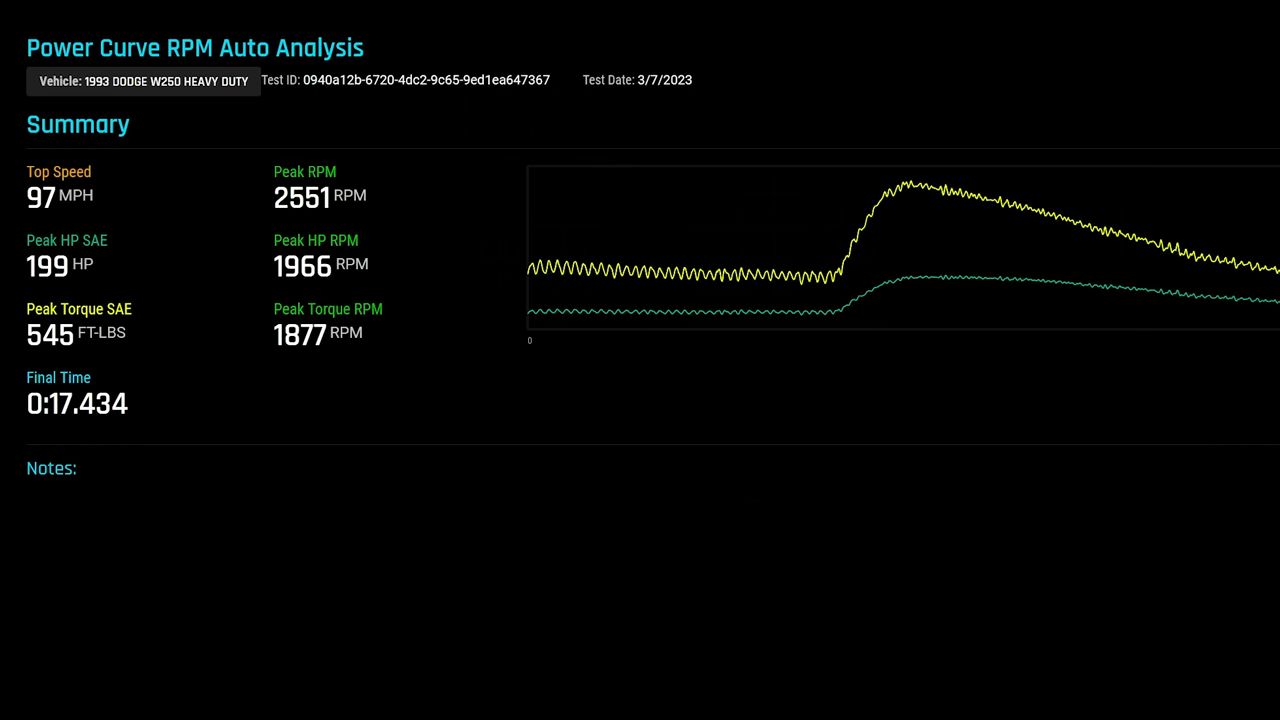 Power Curve RPM Auto Analysis
Vehicle: 1993 DODGE W250 HEAVY DUTY Test ID: 0940a12b-6720-4dc2-9c65-9ed1ea647367 Test Date: 3/7/2023
Summary
Top Speed Peak RPM
97 MPH 2551 RPM
Peak HP SAE Peak HP RPM
199 HP 1966 RPM
Peak Torque SAE Peak Torque RPM
545 FT-LBS 1877 RPM
0
Final Time
0:17.434
Notes: